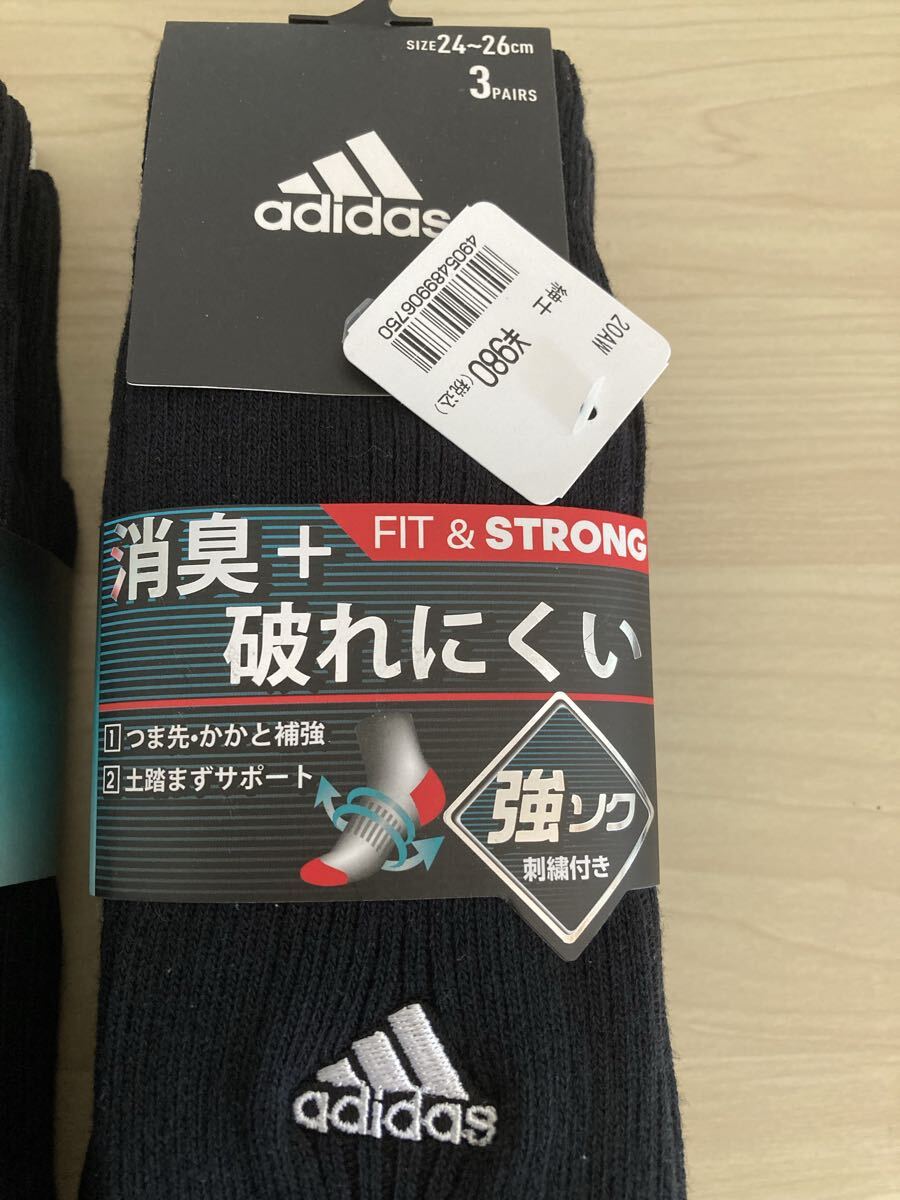 SIZE24~26cm
3PAIRS
adidas
4905489906750
¥980(税込)
紳士
20AW
FIT & STRONG
消臭+
破れにくい
1 つま先・かかと補強
2 土踏まずサポート
強ソク
刺繍付き
adidas